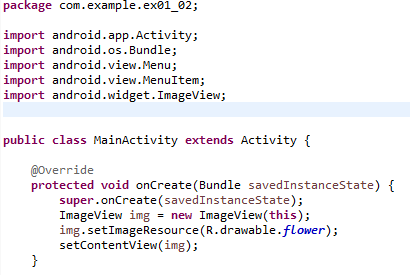 package com.example.ex01_02;
import android.app.Activity;
import android.os.Bundle;
import android.view.Menu;
import android.view.MenuItem;
import android.widget.ImageView;
public class MainActivity extends Activity {
@Override
protected void onCreate(Bundle savedInstanceState) {
super.onCreate(savedInstanceState);
ImageView img = new ImageView(this);
img.setImageResource(R.drawable.flower);
setContentView(img);
}